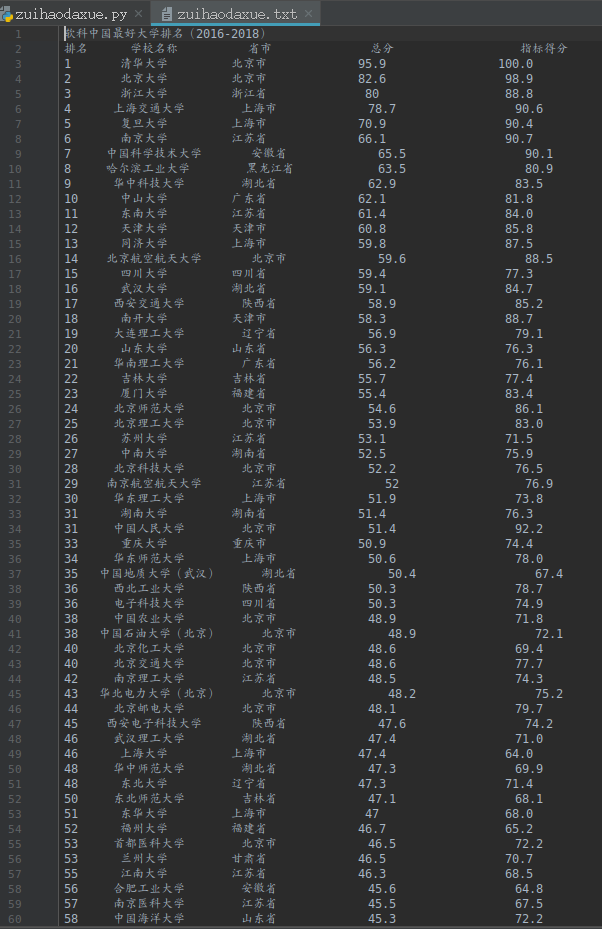 zuihaodaxue.py × zuihaodaxue.txt ×
1 软科中国最好大学排名（2016-2018）
2 排名 学校名称 省市 总分 指标得分
3 1 清华大学 北京市 95.9 100.0
4 2 北京大学 北京市 82.6 98.9
5 3 浙江大学 浙江省 80 88.8
6 4 上海交通大学 上海市 78.7 90.6
7 5 复旦大学 上海市 70.9 90.4
8 6 南京大学 江苏省 66.1 90.7
9 7 中国科学技术大学 安徽省 65.5 90.1
10 8 哈尔滨工业大学 黑龙江省 63.5 80.9
11 9 华中科技大学 湖北省 62.9 83.5
12 10 中山大学 广东省 62.1 81.8
13 11 东南大学 江苏省 61.4 84.0
14 12 天津大学 天津市 60.8 85.8
15 13 同济大学 上海市 59.8 87.5
16 14 北京航空航天大学 北京市 59.6 88.5
17 15 四川大学 四川省 59.4 77.3
18 16 武汉大学 湖北省 59.1 84.7
19 17 西安交通大学 陕西省 58.9 85.2
20 18 南开大学 天津市 58.3 88.7
21 19 大连理工大学 辽宁省 56.9 79.1
22 20 山东大学 山东省 56.3 76.3
23 21 华南理工大学 广东省 56.2 76.1
24 22 吉林大学 吉林省 55.7 77.4
25 23 厦门大学 福建省 55.4 83.4
26 24 北京师范大学 北京市 54.6 86.1
27 25 北京理工大学 北京市 53.9 83.0
28 26 苏州大学 江苏省 53.1 71.5
29 27 中南大学 湖南省 52.5 75.9
30 28 北京科技大学 北京市 52.2 76.5
31 29 南京航空航天大学 江苏省 52 76.9
32 30 华东理工大学 上海市 51.9 73.8
33 31 湖南大学 湖南省 51.4 76.3
34 31 中国人民大学 北京市 51.4 92.2
35 33 重庆大学 重庆市 50.9 74.4
36 34 华东师范大学 上海市 50.6 78.0
37 35 中国地质大学（武汉） 湖北省 50.4 67.4
38 36 西北工业大学 陕西省 50.3 78.7
39 36 电子科技大学 四川省 50.3 74.9
40 38 中国农业大学 北京市 48.9 71.8
41 38 中国石油大学（北京） 北京市 48.9 72.1
42 40 北京化工大学 北京市 48.6 69.4
43 40 北京交通大学 北京市 48.6 77.7
44 42 南京理工大学 江苏省 48.5 74.3
45 43 华北电力大学（北京） 北京市 48.2 75.2
46 44 北京邮电大学 北京市 48.1 79.7
47 45 西安电子科技大学 陕西省 47.6 74.2
48 46 武汉理工大学 湖北省 47.4 71.0
49 46 上海大学 上海市 47.4 64.0
50 48 华中师范大学 湖北省 47.3 69.9
51 48 东北大学 辽宁省 47.3 71.4
52 50 东北师范大学 吉林省 47.1 68.1
53 51 东华大学 上海市 47 68.0
54 52 福州大学 福建省 46.7 65.2
55 53 首都医科大学 北京市 46.5 72.2
56 53 兰州大学 甘肃省 46.5 70.7
57 55 江南大学 江苏省 46.3 68.5
58 56 合肥工业大学 安徽省 45.6 64.8
59 57 南京医科大学 江苏省 45.5 67.5
60 58 中国海洋大学 山东省 45.3 72.2